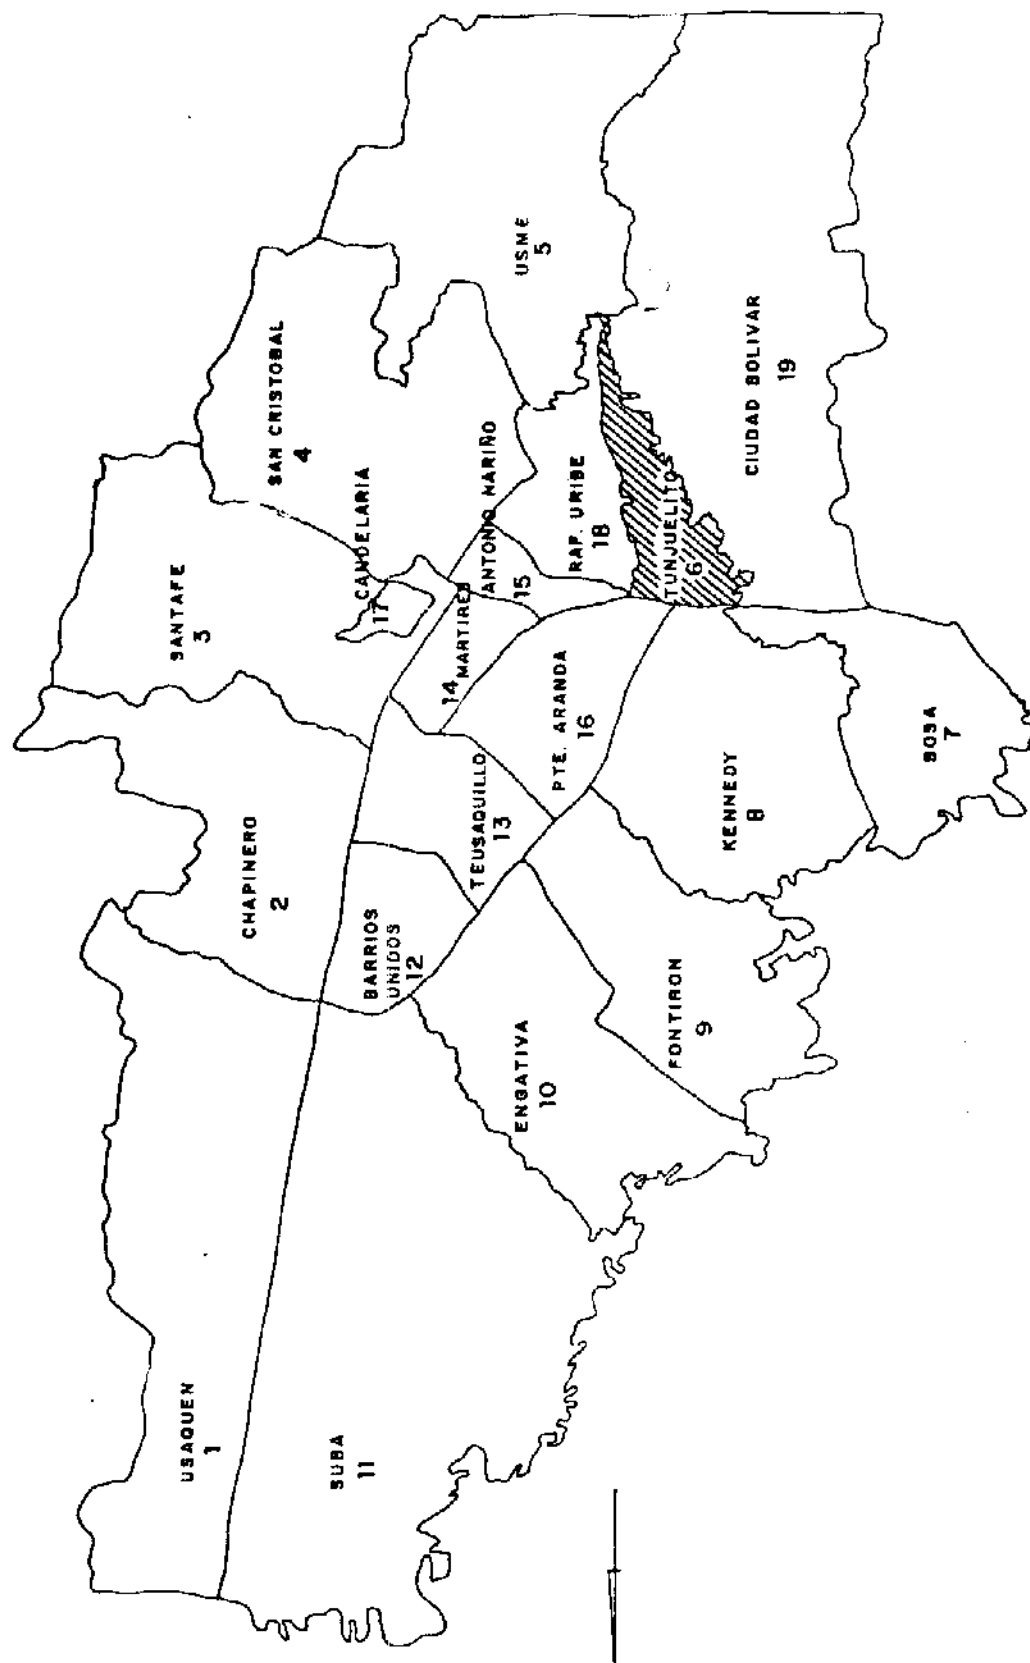 USAQUEN
1
CHAPINERO
2
SANTAFE
3
SAN CRISTOBAL
4
USME
5
TUNJUELITO
6
BOSA
7
KENNEDY
8
FONTIBON
9
ENGATIVA
10
SUBA
11
BARRIOS
UNIDOS
12
TEUSAQUILLO
13
MARTIRES
14
ANTONIO NARIÑO
15
PTE. ARANDA
16
CANDELARIA
17
RAF. URIBE
18
CIUDAD BOLIVAR
19